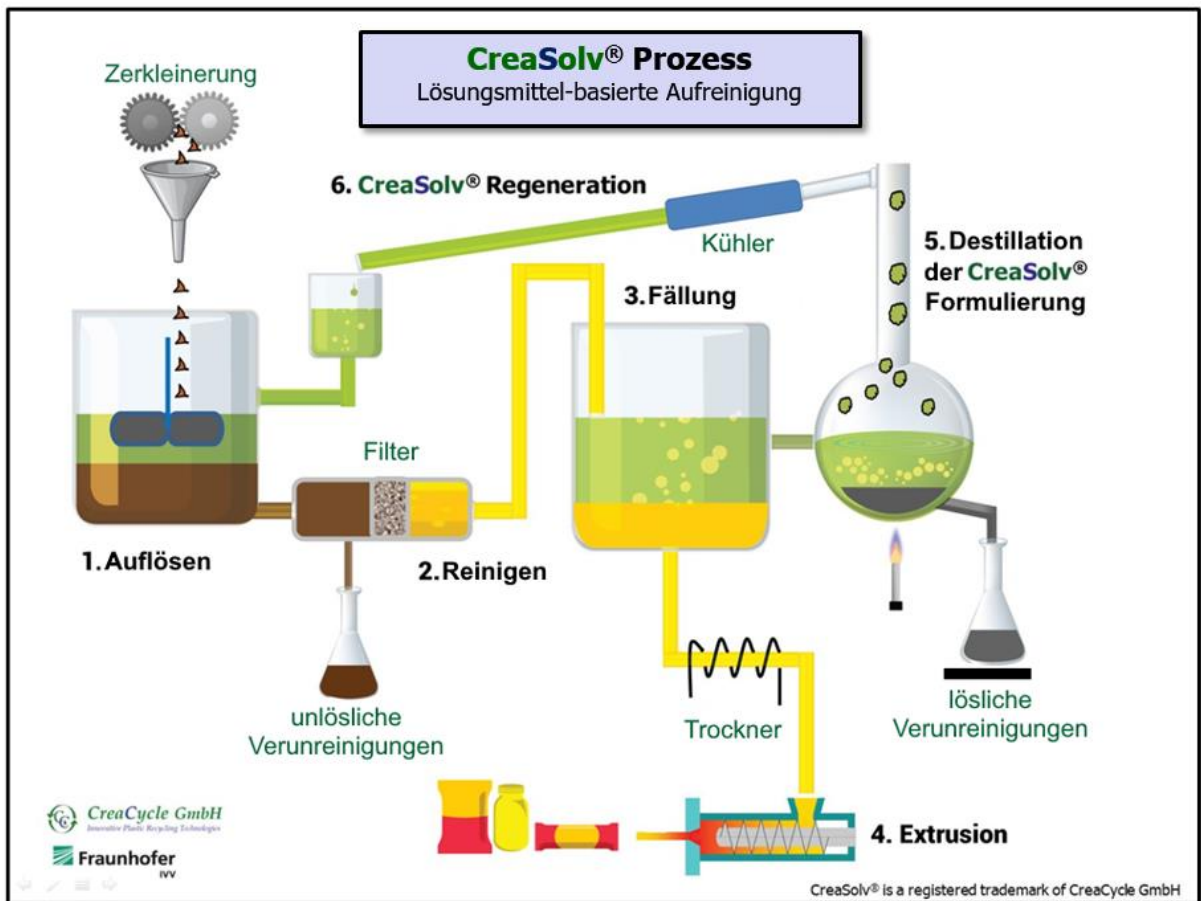 CreaSolv® Prozess
Lösungsmittel-basierte Aufreinigung
Zerkleinerung
6. CreaSolv® Regeneration
Kühler
5. Destillation
der CreaSolv®
Formulierung
3. Fällung
Filter
1. Auflösen
2. Reinigen
unlösliche
Verunreinigungen
Trockner
lösliche
Verunreinigungen
4. Extrusion
CC
CreaCycle GmbH
Innovative Plastic Recycling Technologies
Fraunhofer
IVV
CreaSolv® is a registered trademark of CreaCycle GmbH